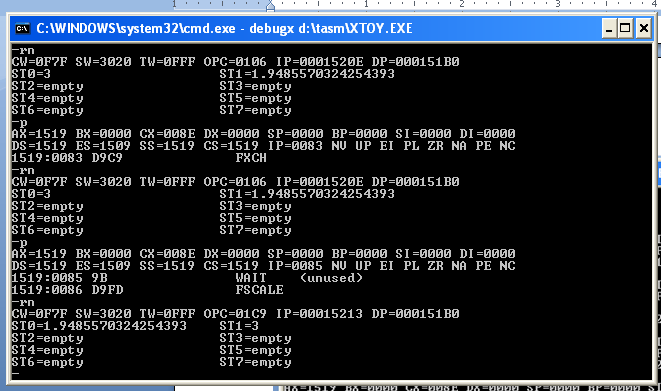 1 2 3 4
C:\WINDOWS\system32\cmd.exe - debugx d:\tasm\XTOY.EXE
-rn
CW=0F7F SW=3020 TW=0FFF OPC=0106 IP=0001520E DP=000151B0
ST0=3 ST1=1.9485570324254393
ST2=empty ST3=empty
ST4=empty ST5=empty
ST6=empty ST7=empty
-p
AX=1519 BX=0000 CX=008E DX=0000 SP=0000 BP=0000 SI=0000 DI=0000
DS=1519 ES=1509 SS=1519 CS=1519 IP=0083 NV UP EI PL ZR NA PE NC
1519:0083 D9C9 FXCH
-rn
CW=0F7F SW=3020 TW=0FFF OPC=0106 IP=0001520E DP=000151B0
ST0=3 ST1=1.9485570324254393
ST2=empty ST3=empty
ST4=empty ST5=empty
ST6=empty ST7=empty
-p
AX=1519 BX=0000 CX=008E DX=0000 SP=0000 BP=0000 SI=0000 DI=0000
DS=1519 ES=1509 SS=1519 CS=1519 IP=0085 NV UP EI PL ZR NA PE NC
1519:0085 9B WAIT (unused)
1519:0086 D9FD FSCALE
-rn
CW=0F7F SW=3020 TW=0FFF OPC=01C9 IP=00015213 DP=000151B0
ST0=1.9485570324254393 ST1=3
ST2=empty ST3=empty
ST4=empty ST5=empty
ST6=empty ST7=empty
-